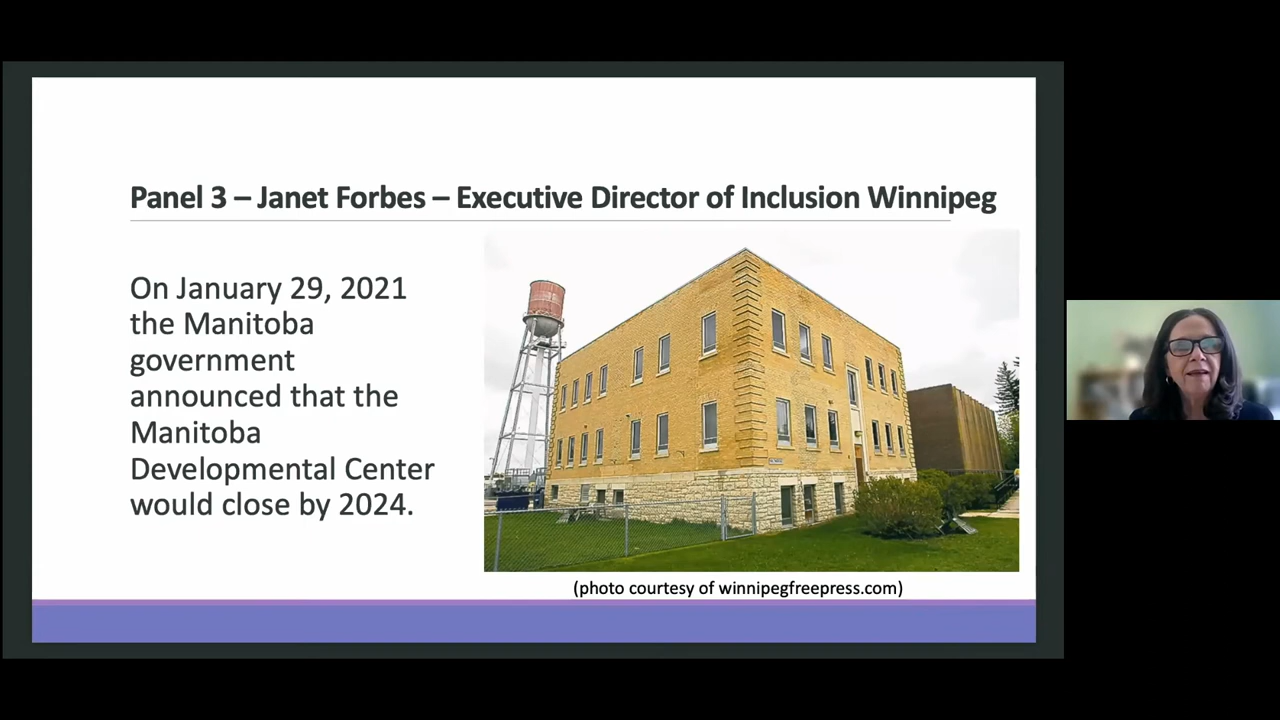 Panel 3 – Janet Forbes – Executive Director of Inclusion Winnipeg
On January 29, 2021
the Manitoba
government
announced that the
Manitoba
Developmental Center
would close by 2024.
(photo courtesy of winnipegfreepress.com)